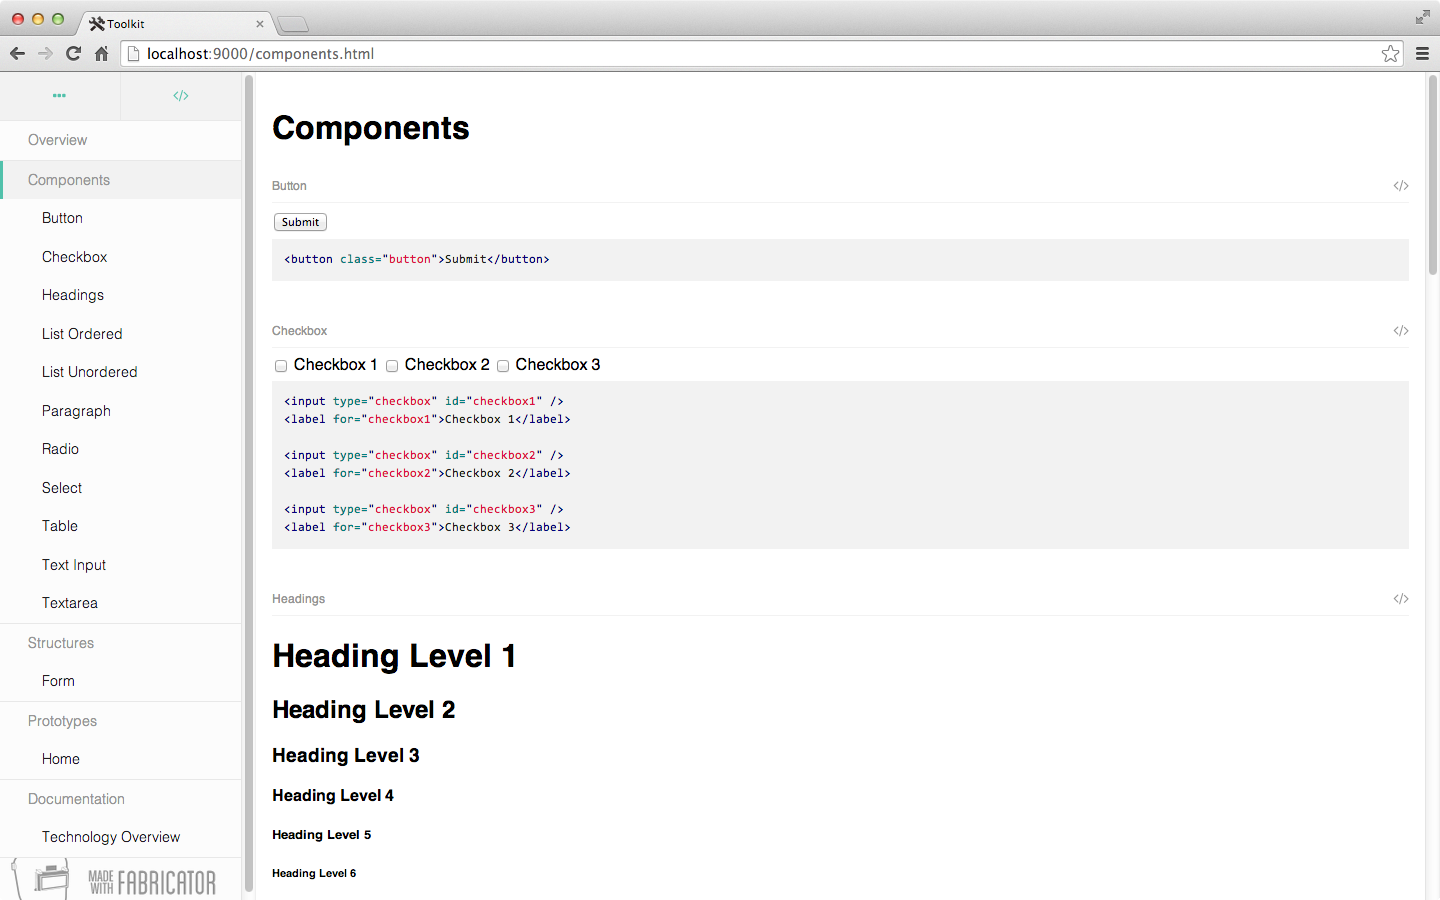 Toolkit
localhost:9000/components.html
Overview
Components
Button
Checkbox
Headings
List Ordered
List Unordered
Paragraph
Radio
Select
Table
Text Input
Textarea
Structures
Form
Prototypes
Home
Documentation
Technology Overview
MADE WITH FABRICATOR
Components
Button
</>
Submit
<button class="button">Submit</button>
Checkbox
</>
Checkbox 1 Checkbox 2 Checkbox 3
<input type="checkbox" id="checkbox1" />
<label for="checkbox1">Checkbox 1</label>
<input type="checkbox" id="checkbox2" />
<label for="checkbox2">Checkbox 2</label>
<input type="checkbox" id="checkbox3" />
<label for="checkbox3">Checkbox 3</label>
Headings
</>
Heading Level 1
Heading Level 2
Heading Level 3
Heading Level 4
Heading Level 5
Heading Level 6